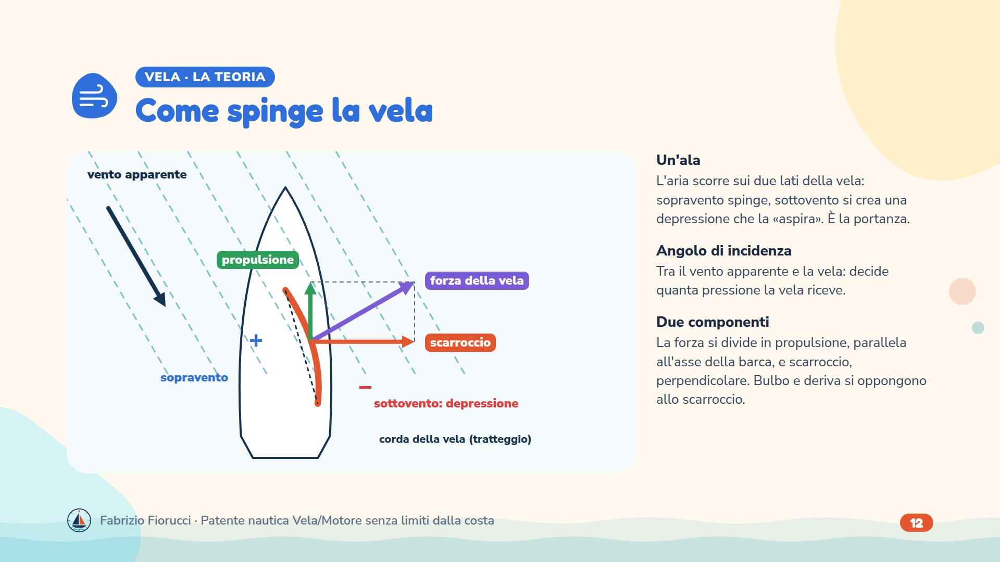 VELA · LA TEORIA
Come spinge la vela
vento apparente
propulsione
forza della vela
+
scarroccio
sopravento
−
sottovento: depressione
corda della vela (tratteggio)
Un'ala
L'aria scorre sui due lati della vela:
sopravento spinge, sottovento si crea una
depressione che la «aspira». È la portanza.
Angolo di incidenza
Tra il vento apparente e la vela: decide
quanta pressione la vela riceve.
Due componenti
La forza si divide in propulsione, parallela
all'asse della barca, e scarroccio,
perpendicolare. Bulbo e deriva si oppongono
allo scarroccio.
Fabrizio Fiorucci · Patente nautica Vela/Motore senza limiti dalla costa
12